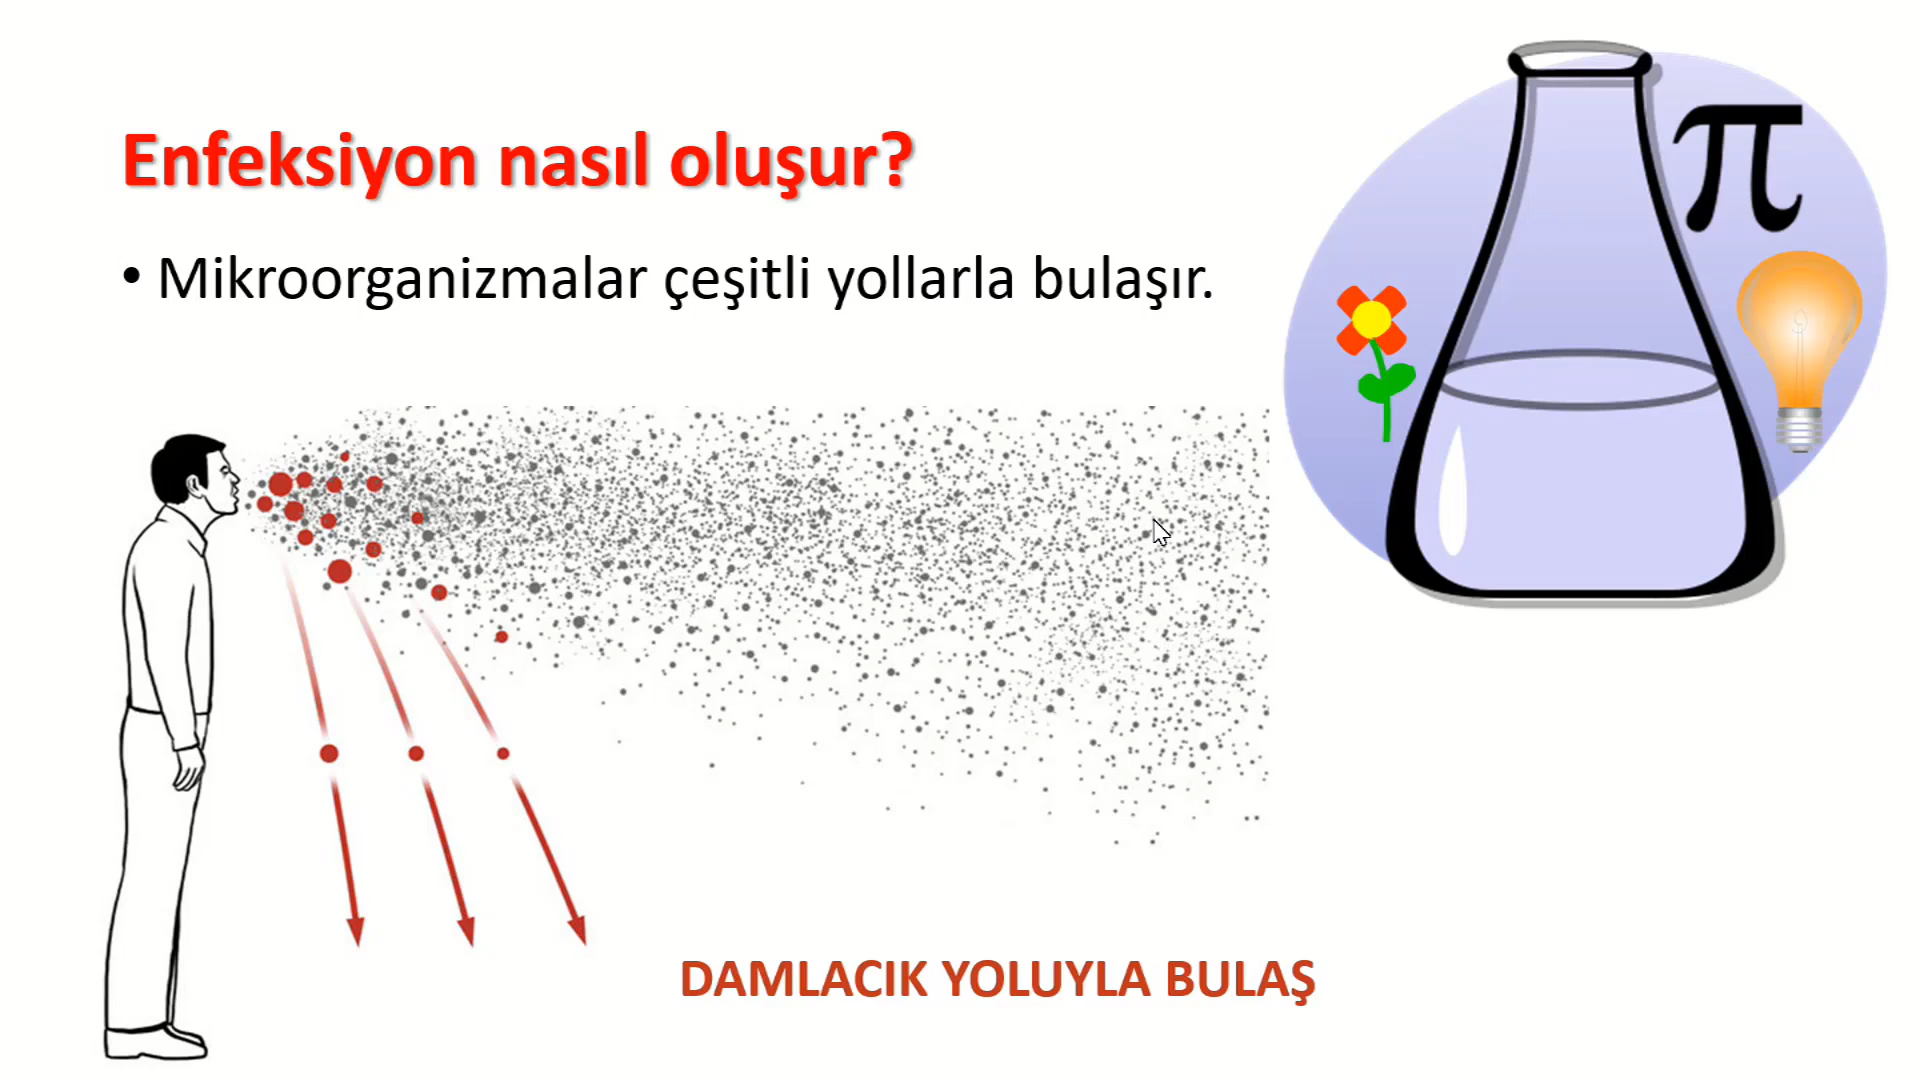 Enfeksiyon nasıl oluşur?
• Mikroorganizmalar çeşitli yollarla bulaşır.
π
DAMLACIK YOLUYLA BULAŞ